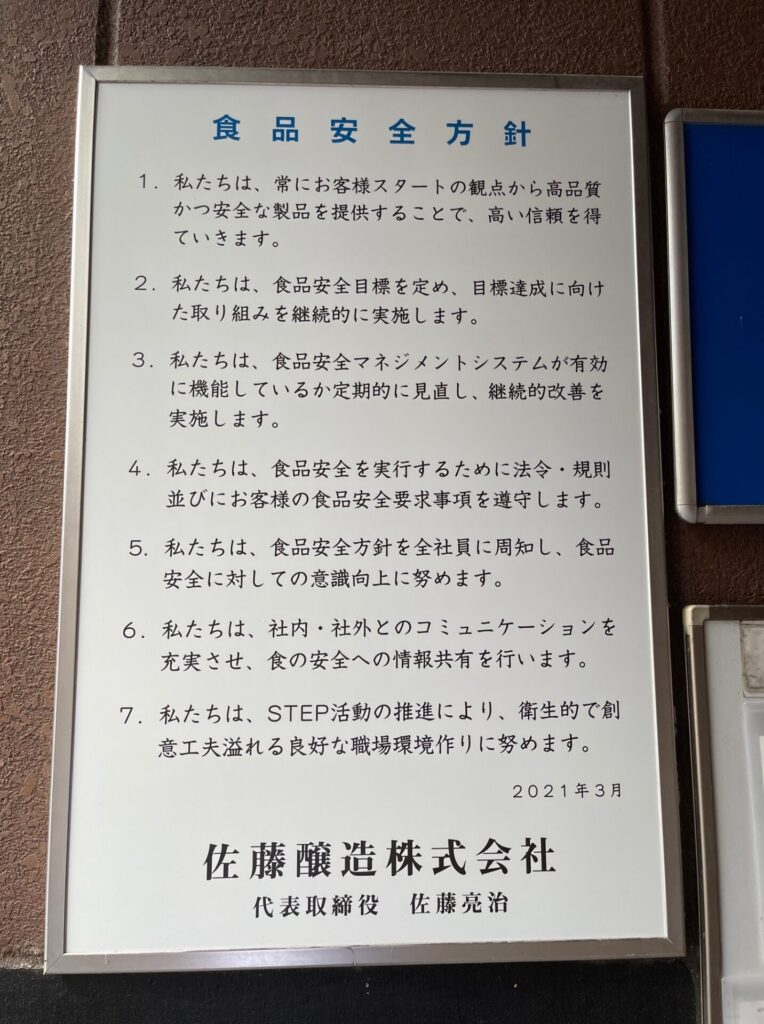 食品安全方針
1. 私たちは、常にお客様スタートの観点から高品質
かつ安全な製品を提供することで、高い信頼を得
ていきます。
2. 私たちは、食品安全目標を定め、目標達成に向け
た取り組みを継続的に実施します。
3. 私たちは、食品安全マネジメントシステムが有効
に機能しているか定期的に見直し、継続的改善を
実施します。
4. 私たちは、食品安全を実行するために法令・規則
並びにお客様の食品安全要求事項を遵守します。
5. 私たちは、食品安全方針を全社員に周知し、食品
安全に対しての意識向上に努めます。
6. 私たちは、社内・社外とのコミュニケーションを
充実させ、食の安全への情報共有を行います。
7. 私たちは、STEP活動の推進により、衛生的で創
意工夫溢れる良好な職場環境作りに努めます。
2021年3月
佐藤醸造株式会社
代表取締役 佐藤亮治